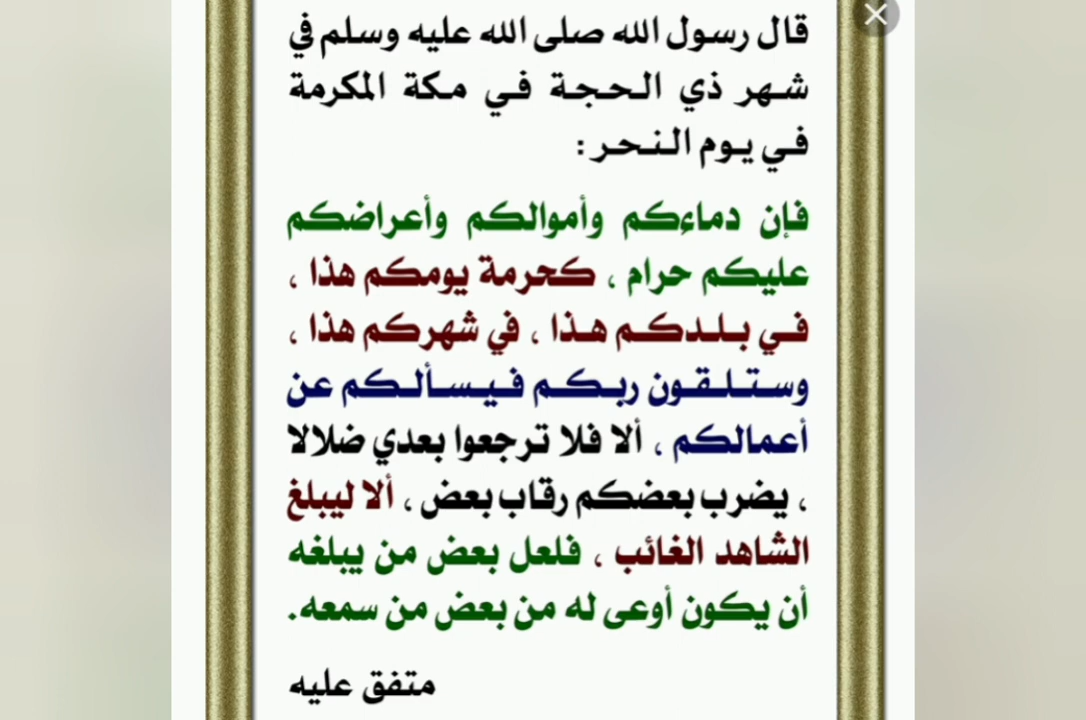 قال رسول الله صلى الله عليه وسلم في
شهر ذي الحجة في مكة المكرمة
في يوم النحر :
فإن دماءكم وأموالكم وأعراضكم
عليكم حرام ، كحرمة يومكم هذا ،
في بلدكم هذا ، في شهركم هذا ،
وستلقون ربكم فيسألكم عن
أعمالكم ، ألا فلا ترجعوا بعدي ضلالا
، يضرب بعضكم رقاب بعض ، ألا ليبلغ
الشاهد الغائب ، فلعل بعض من يبلغه
أن يكون أوعى له من بعض من سمعه.
متفق عليه